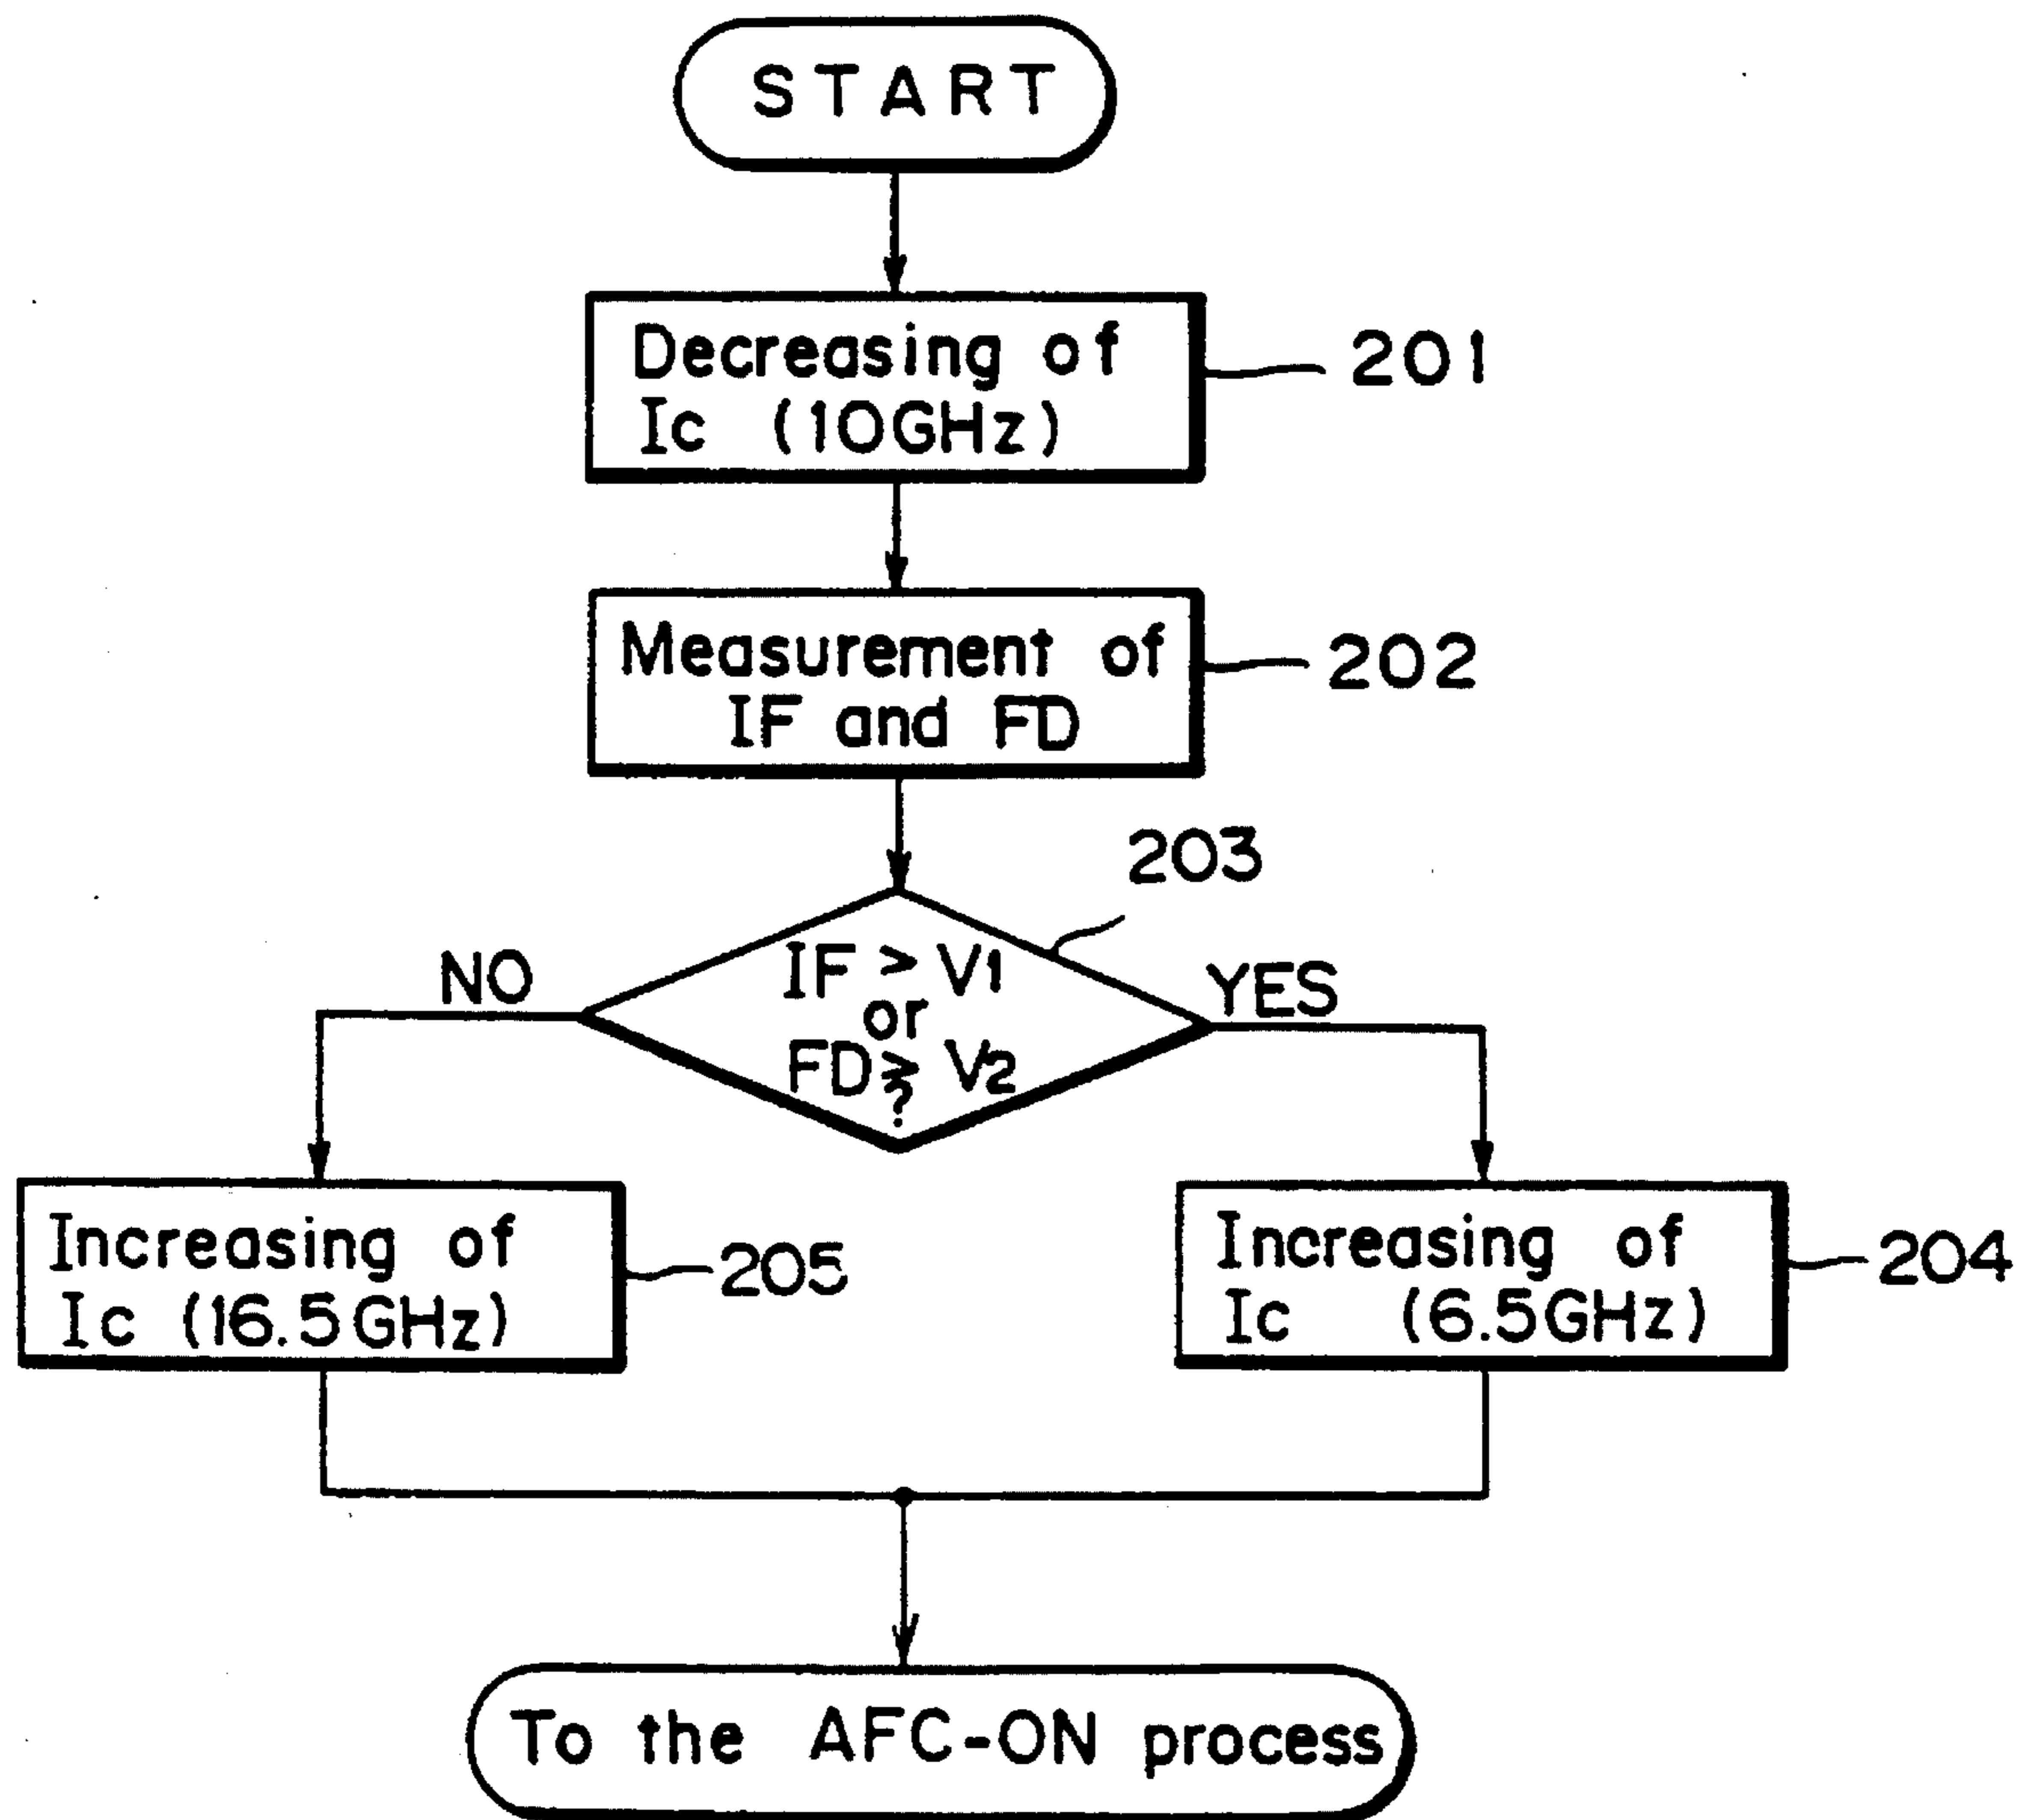 START
Decreasing of
Ic (10GHz)
201
Measurement of
IF and FD
202
203
IF > V1
or
FD ≧ V2
?
NO
YES
Increasing of
Ic (16.5GHz)
205
Increasing of
Ic (6.5GHz)
204
To the AFC-ON process